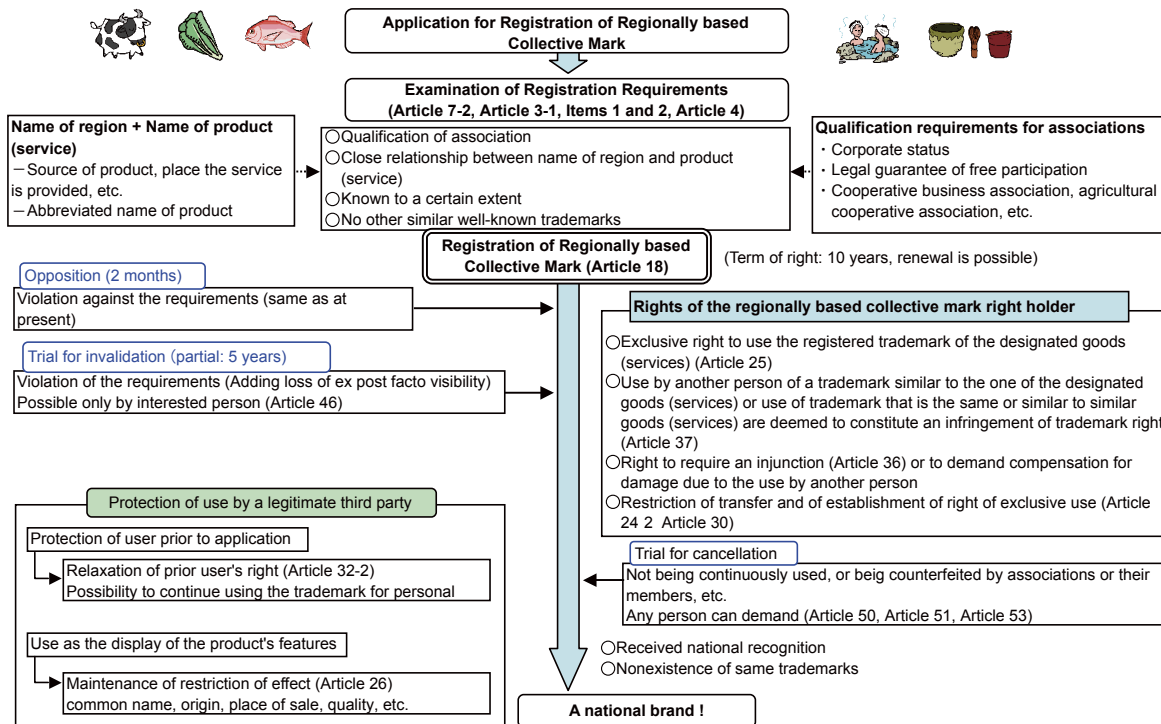 Application for Registration of Regionally based
Collective Mark
Examination of Registration Requirements
(Article 7-2, Article 3-1, Items 1 and 2, Article 4)
Name of region + Name of product
(service)
－Source of product, place the service
is provided, etc.
－Abbreviated name of product
○Qualification of association
○Close relationship between name of region and product
(service)
○Known to a certain extent
○No other similar well-known trademarks
Qualification requirements for associations
・Corporate status
・Legal guarantee of free participation
・Cooperative business association, agricultural
cooperative association, etc.
Registration of Regionally based
Collective Mark (Article 18)
(Term of right: 10 years, renewal is possible)
Opposition (2 months)
Violation against the requirements (same as at
present)
Trial for invalidation (partial: 5 years)
Violation of the requirements (Adding loss of ex post facto visibility)
Possible only by interested person (Article 46)
Rights of the regionally based collective mark right holder
○Exclusive right to use the registered trademark of the designated goods
(services) (Article 25)
○Use by another person of a trademark similar to the one of the designated
goods (services) or use of trademark that is the same or similar to similar
goods (services) are deemed to constitute an infringement of trademark right
(Article 37)
○Right to require an injunction (Article 36) or to demand compensation for
damage due to the use by another person
○Restriction of transfer and of establishment of right of exclusive use (Article
24 2 Article 30)
Protection of use by a legitimate third party
Protection of user prior to application
Relaxation of prior user's right (Article 32-2)
Possibility to continue using the trademark for personal
Use as the display of the product's features
Maintenance of restriction of effect (Article 26)
common name, origin, place of sale, quality, etc.
Trial for cancellation
Not being continuously used, or beig counterfeited by associations or their
members, etc.
Any person can demand (Article 50, Article 51, Article 53)
○Received national recognition
○Nonexistence of same trademarks
A national brand !